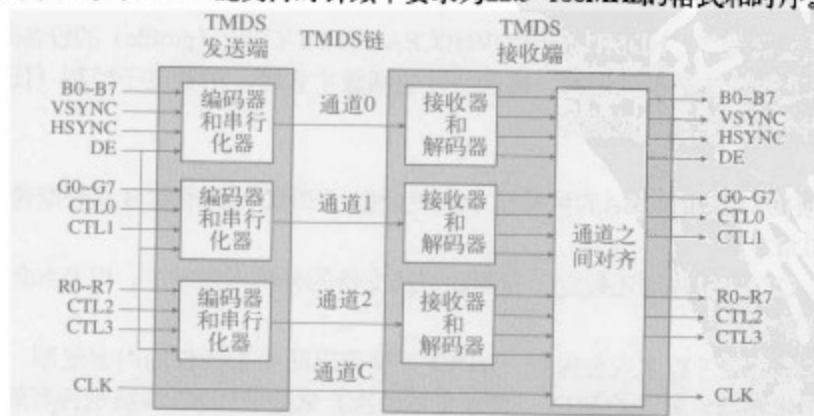 TMDS
发送端
TMDS链
TMDS
接收端
B0~B7
VSYNC
HSYNC
DE
编码器
和串行
化器
通道0
接收器
和
解码器
B0~B7
VSYNC
HSYNC
DE
G0~G7
CTL0
CTL1
编码器
和串行
化器
通道1
接收器
和
解码器
通道之
间对齐
G0~G7
CTL0
CTL1
R0~R7
CTL2
CTL3
编码器
和串行
化器
通道2
接收器
和
解码器
R0~R7
CTL2
CTL3
CLK
通道C
CLK